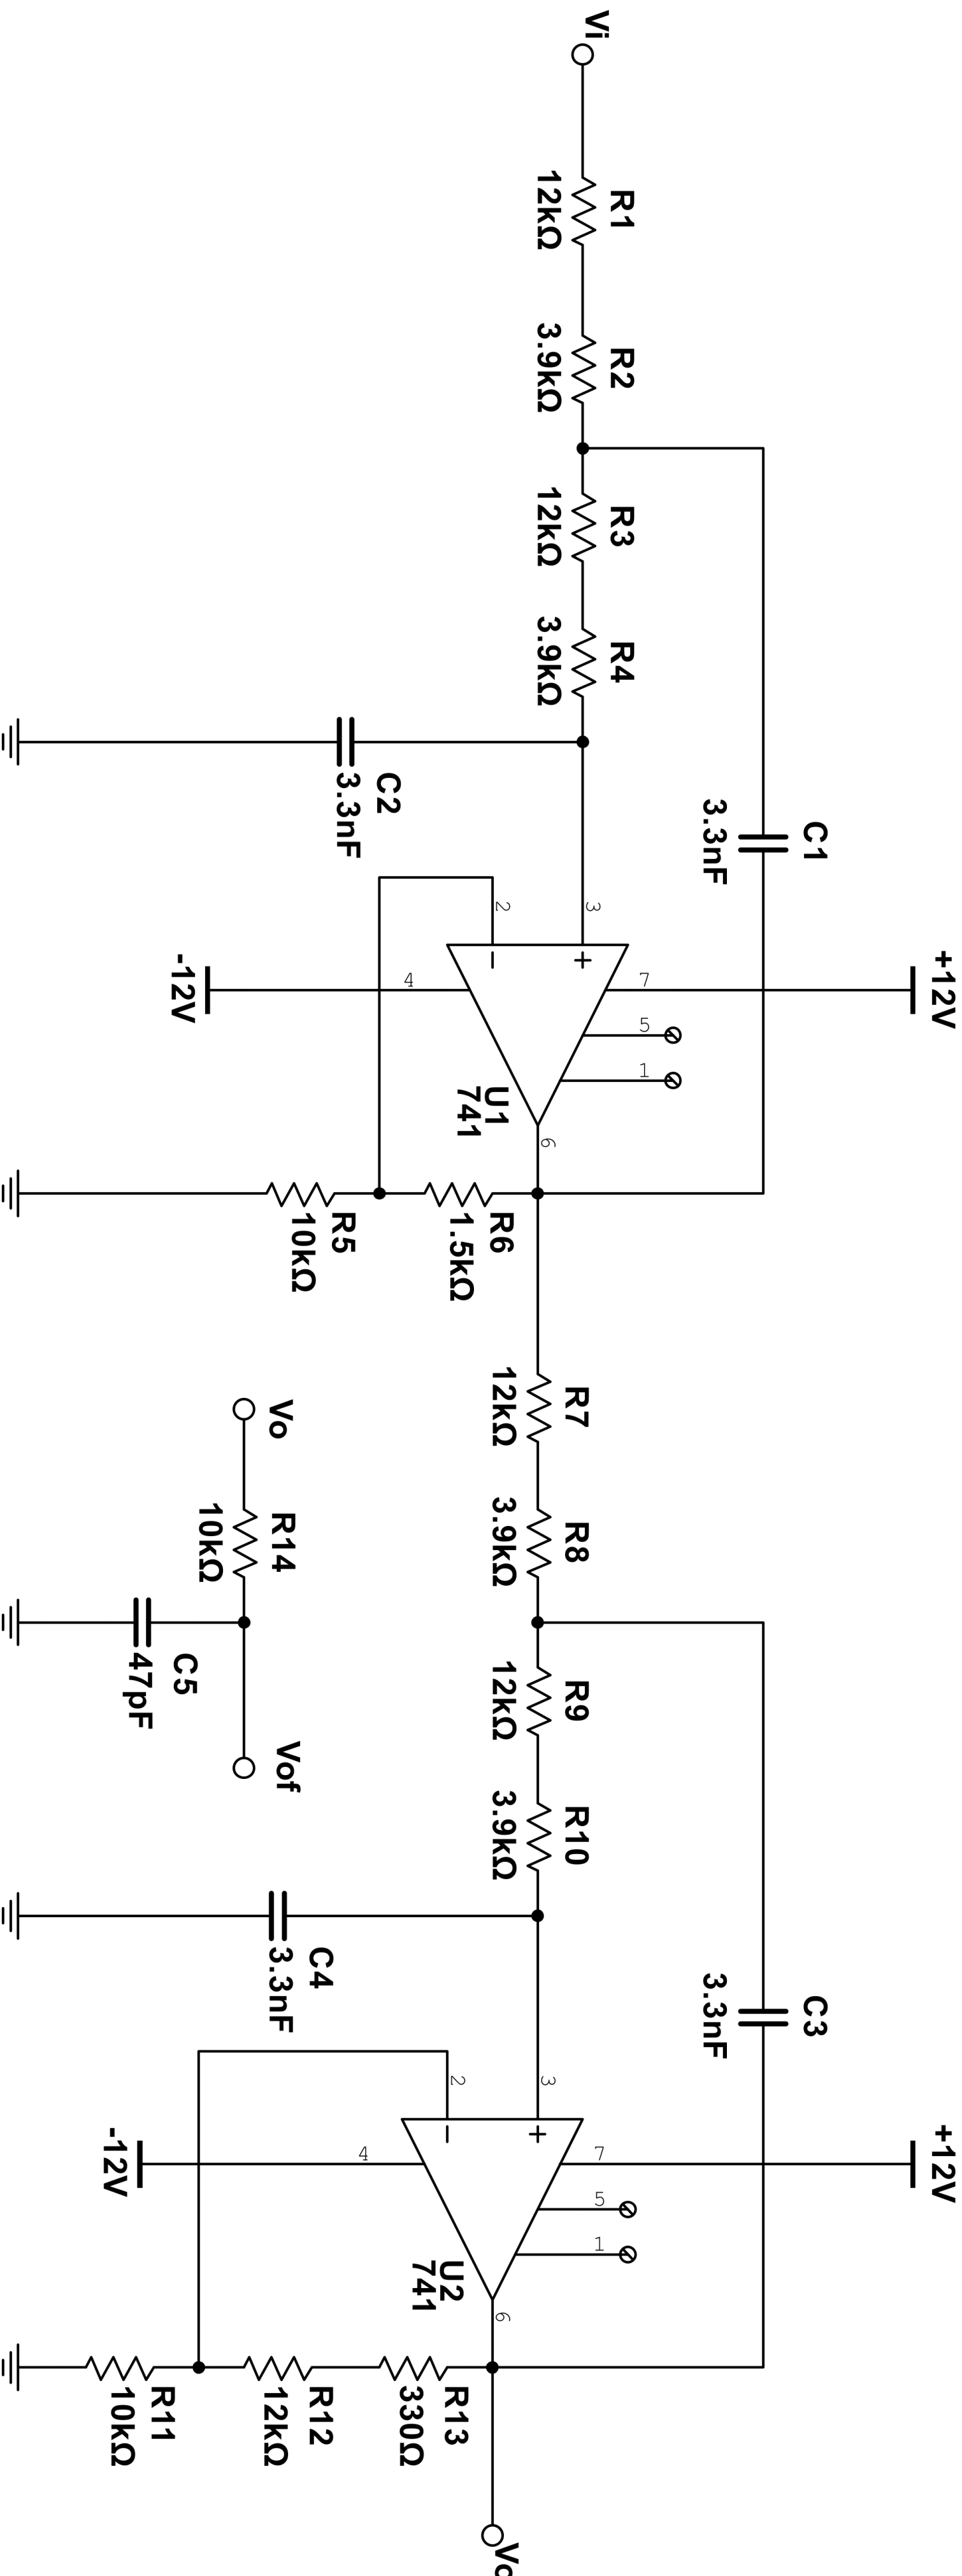 Vi
R1
12kΩ
R2
3.9kΩ
R3
12kΩ
R4
3.9kΩ
C2
3.3nF
C1
3.3nF
+12V
-12V
2
3
4
7
5
1
6
U1
741
R6
1.5kΩ
R5
10kΩ
R7
12kΩ
R8
3.9kΩ
R9
12kΩ
R10
3.9kΩ
Vo
R14
10kΩ
C5
47pF
Vof
C4
3.3nF
C3
3.3nF
+12V
-12V
2
3
4
7
5
1
6
U2
741
R13
330Ω
R12
12kΩ
R11
10kΩ
Vo